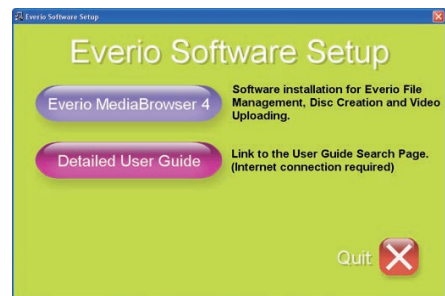 Everio Software Setup
Everio Software Setup
Everio MediaBrowser 4
Software installation for Everio File
Management, Disc Creation and Video
Uploading.
Detailed User Guide
Link to the User Guide Search Page.
(Internet connection required)
Quit